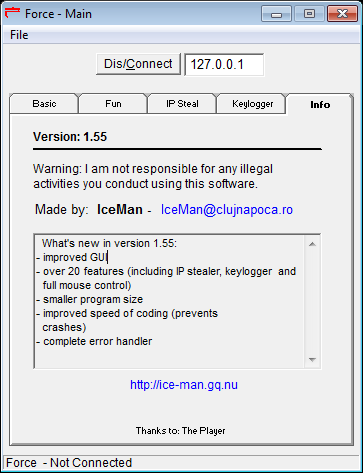 Force - Main
File
Dis/Connect 127.0.0.1
Basic Fun IP Steal Keylogger Info
Version: 1.55
Warning: I am not responsible for any illegal
activities you conduct using this software.
Made by: IceMan - IceMan@clujnapoca.ro
What's new in version 1.55:
- improved GUI
- over 20 features (including IP stealer, keylogger and
full mouse control)
- smaller program size
- improved speed of coding (prevents
crashes)
- complete error handler
http://ice-man.gq.nu
Thanks to: The Player
Force - Not Connected